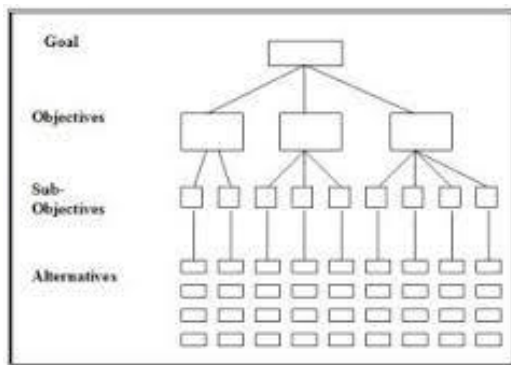 Goal
Objectives
Sub-
Objectives
Alternatives